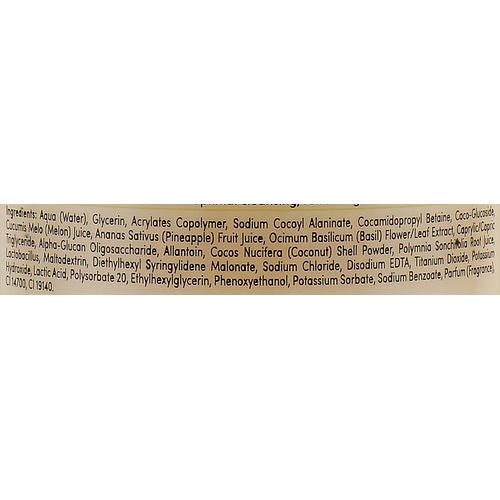 cleansing,
Ingredients: Aqua (Water), Glycerin, Acrylates Copolymer, Sodium Cocoyl Alaninate, Cocamidopropyl Betaine, Coco-Glucoside,
Cucumis Melo (Melon) Juice, Ananas Sativus (Pineapple) Fruit Juice, Ocimum Basilicum (Basil) Flower/Leaf Extract, Caprylic/Capric
Triglyceride, Alpha-Glucan Oligosaccharide, Allantoin, Cocos Nucifera (Coconut) Shell Powder, Polymnia Sonchifolia Root Juice,
Lactobacillus, Maltodextrin, Diethylhexyl Syringylidene Malonate, Sodium Chloride, Disodium EDTA, Titanium Dioxide, Potassium
Hydroxide, Lactic Acid, Polysorbate 20, Ethylhexylglycerin, Phenoxyethanol, Potassium Sorbate, Sodium Benzoate, Parfum (Fragrance),
CI 14700, CI 19140.